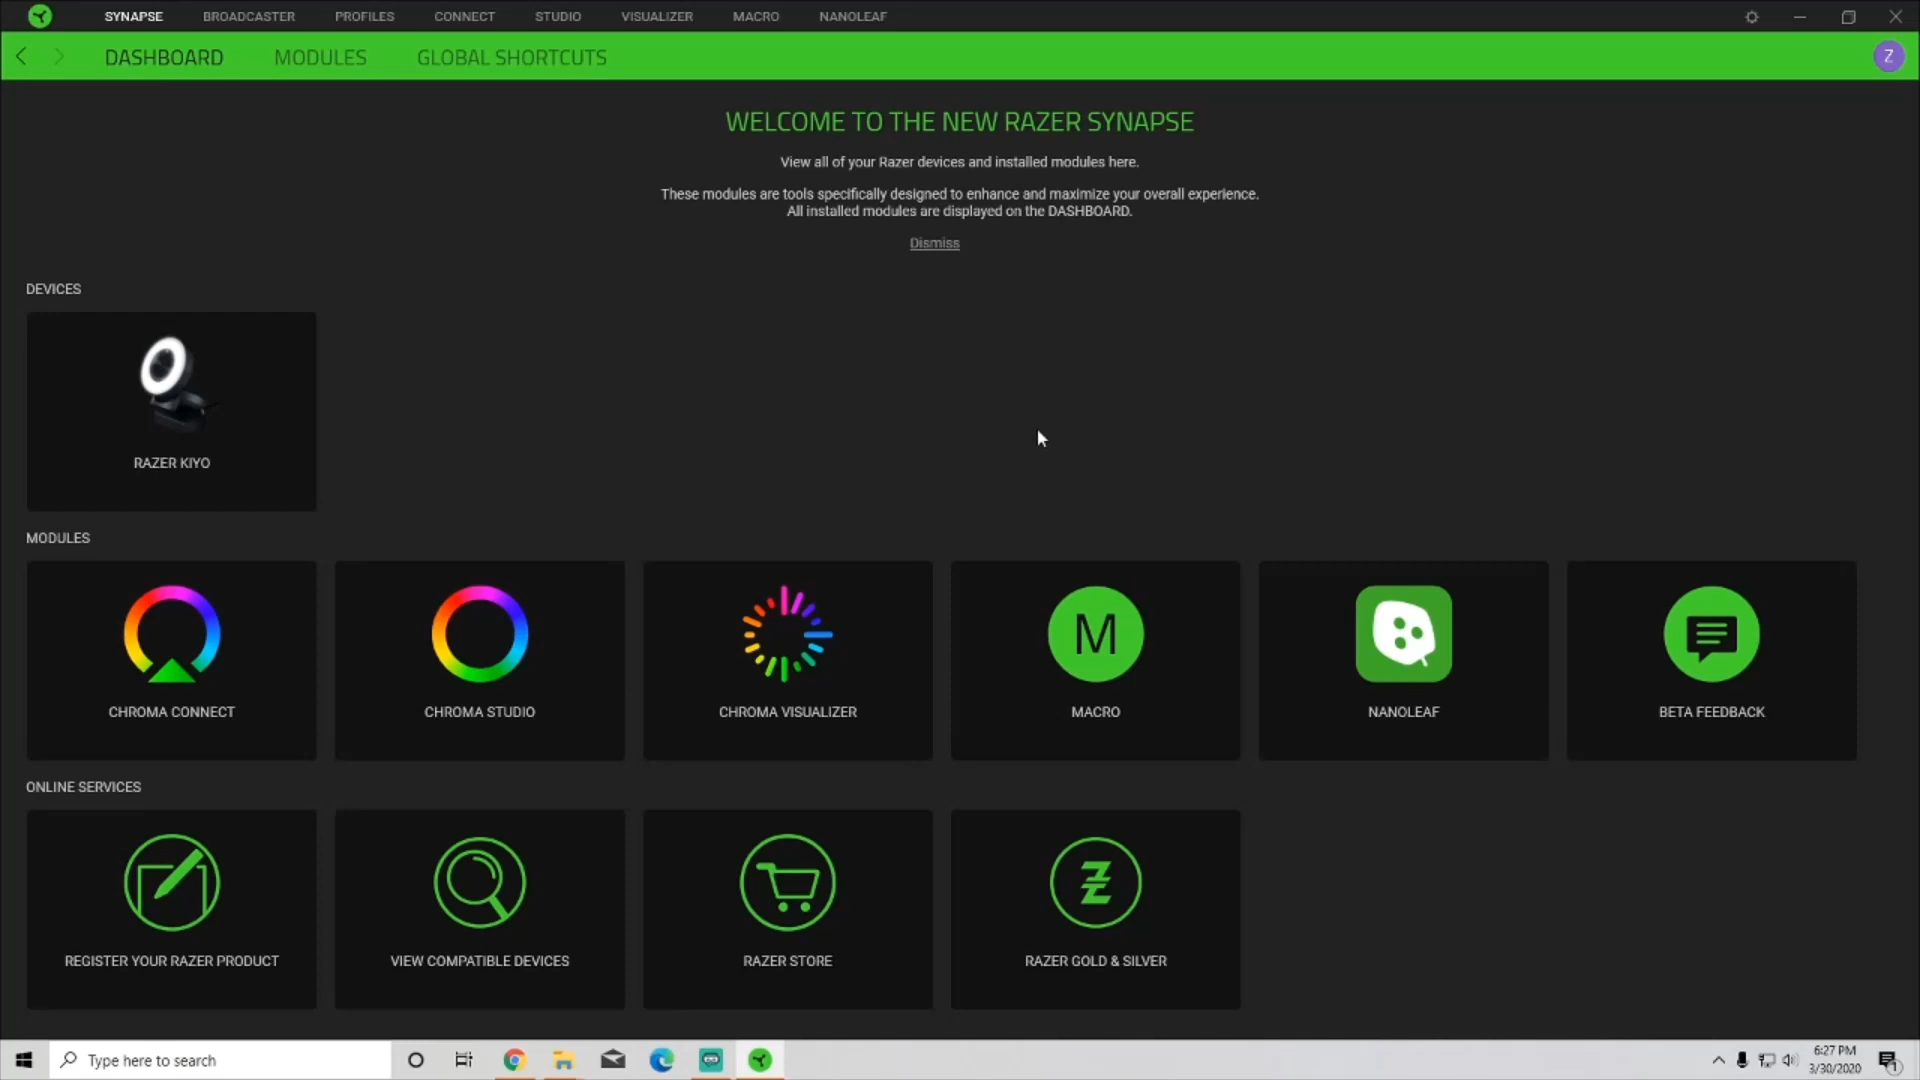 SYNAPSE BROADCASTER PROFILES CONNECT STUDIO VISUALIZER MACRO NANOLEAF
DASHBOARD MODULES GLOBAL SHORTCUTS Z
WELCOME TO THE NEW RAZER SYNAPSE
View all of your Razer devices and installed modules here.
These modules are tools specifically designed to enhance and maximize your overall experience.
All installed modules are displayed on the DASHBOARD.
Dismiss
DEVICES
RAZER KIYO
MODULES
M
CHROMA CONNECT CHROMA STUDIO CHROMA VISUALIZER MACRO NANOLEAF BETA FEEDBACK
ONLINE SERVICES
REGISTER YOUR RAZER PRODUCT VIEW COMPATIBLE DEVICES RAZER STORE RAZER GOLD & SILVER
Type here to search
6:27 PM
3/30/2020
1